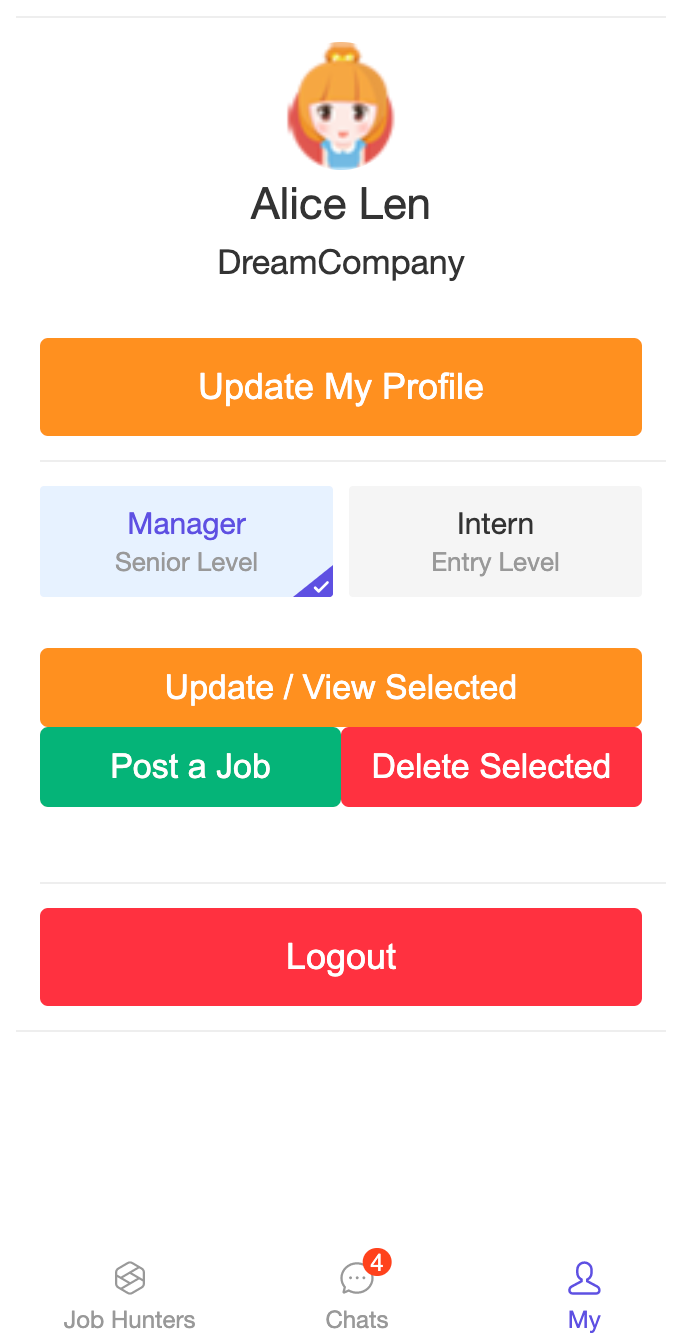 Alice Len
DreamCompany
Update My Profile
Manager
Senior Level
Intern
Entry Level
Update / View Selected
Post a Job
Delete Selected
Logout
4
Job Hunters
Chats
My